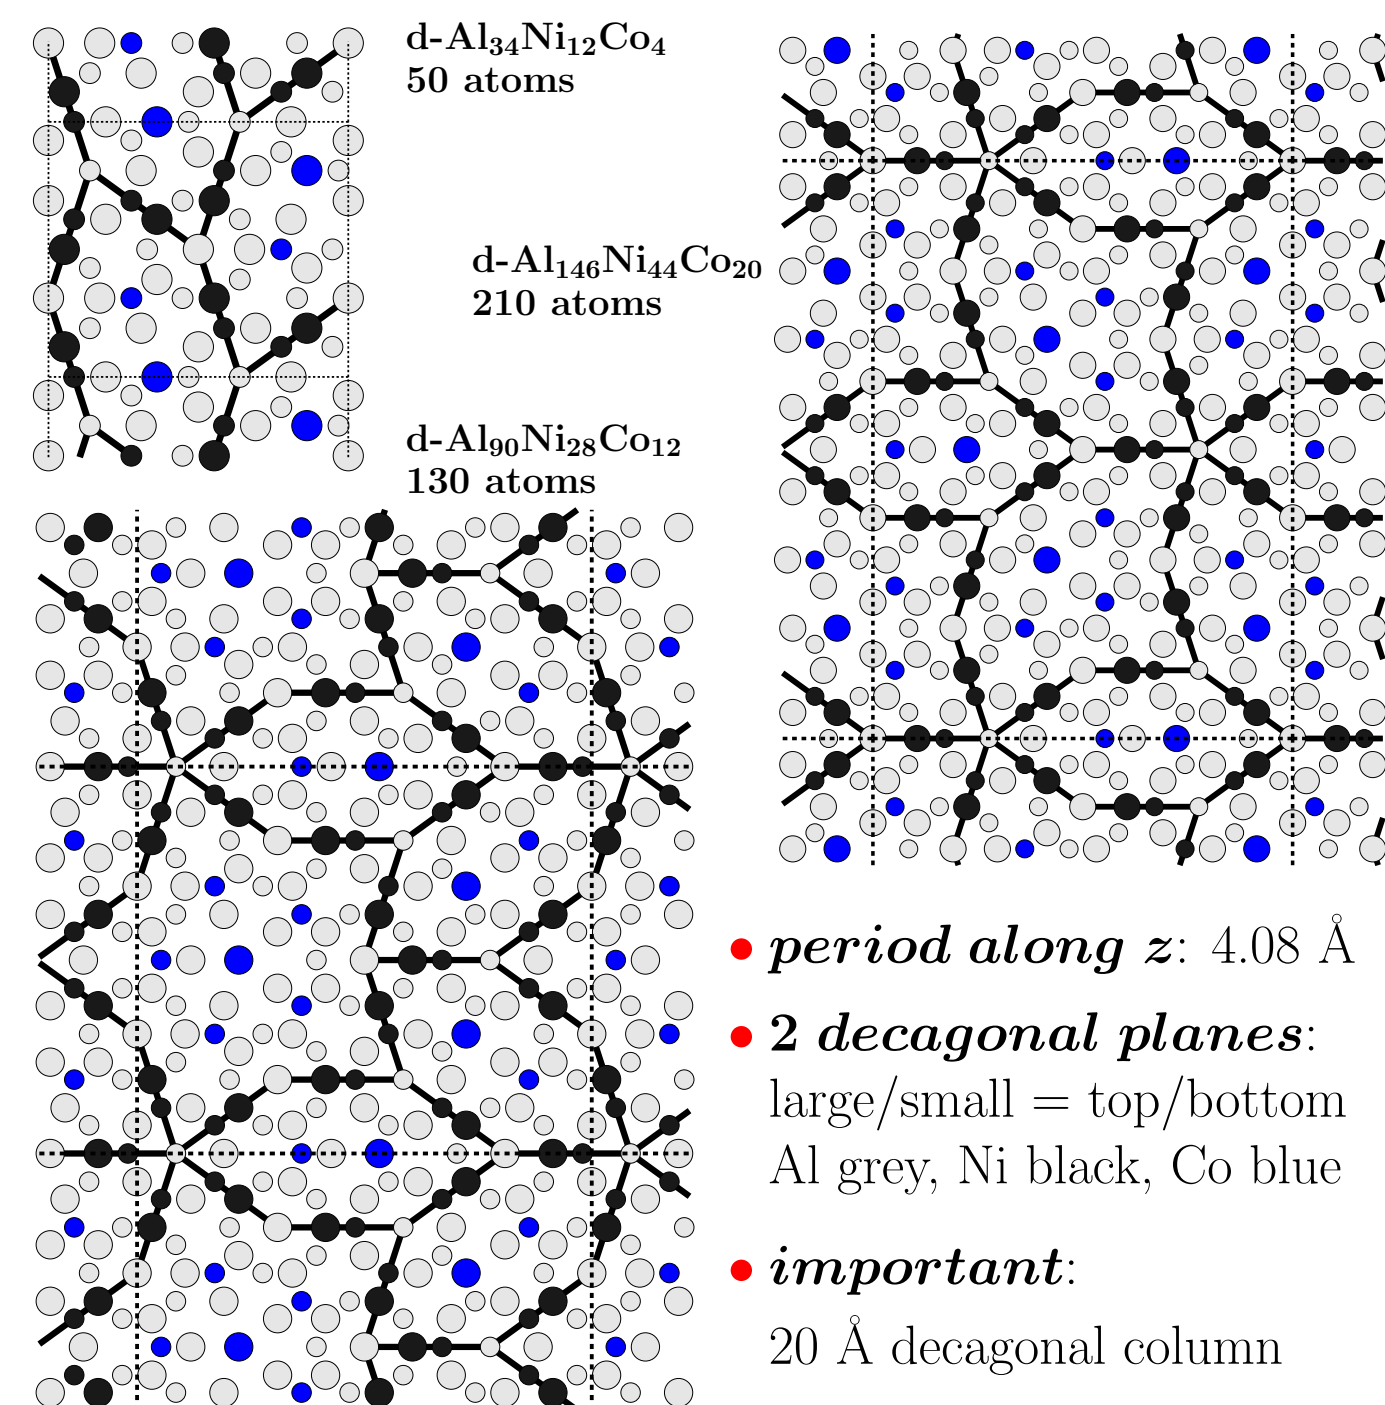 d-Al₃₄Ni₁₂Co₄
50 atoms
d-Al₁₄₆Ni₄₄Co₂₀
210 atoms
d-Al₉₀Ni₂₈Co₁₂
130 atoms
• period along z: 4.08 Å
• 2 decagonal planes:
large/small = top/bottom
Al grey, Ni black, Co blue
• important:
20 Å decagonal column